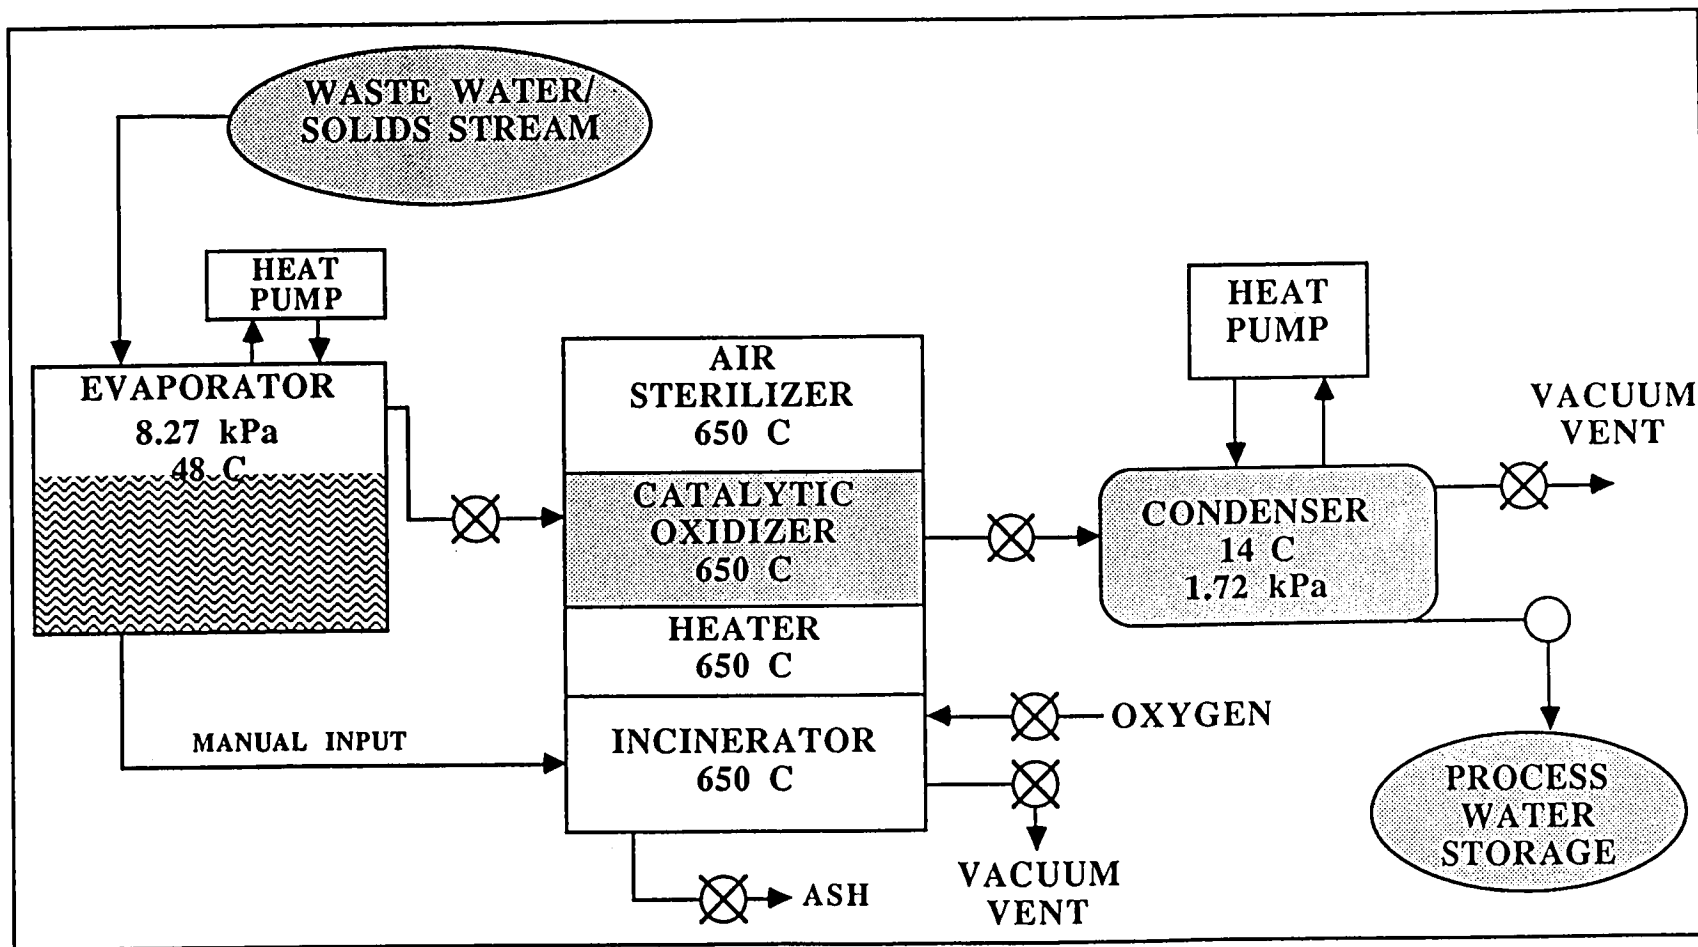 WASTE WATER/
SOLIDS STREAM
HEAT
PUMP
EVAPORATOR
8.27 kPa
48 C
AIR
STERILIZER
650 C
CATALYTIC
OXIDIZER
650 C
HEATER
650 C
INCINERATOR
650 C
MANUAL INPUT
ASH
HEAT
PUMP
CONDENSER
14 C
1.72 kPa
VACUUM
VENT
OXYGEN
VACUUM
VENT
PROCESS
WATER
STORAGE